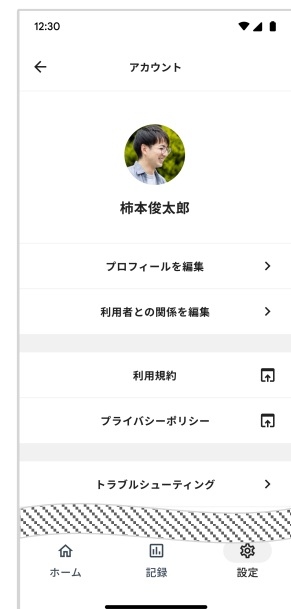 12:30
アカウント
柿本俊太郎
プロフィールを編集
利用者との関係を編集
利用規約
プライバシーポリシー
トラブルシューティング
ホーム
記録
設定